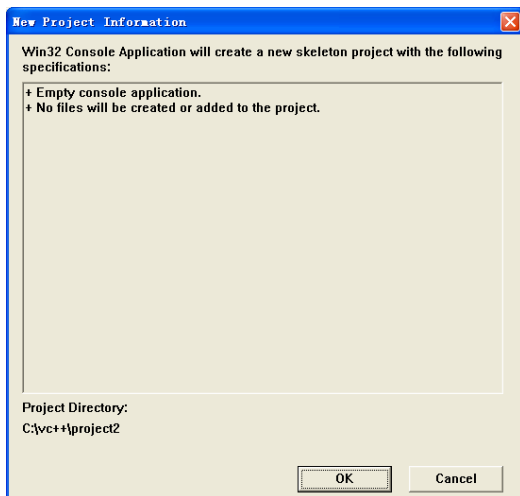 New Project Information
Win32 Console Application will create a new skeleton project with the following
specifications:
+ Empty console application.
+ No files will be created or added to the project.
Project Directory:
C:\vc++\project2
OK
Cancel